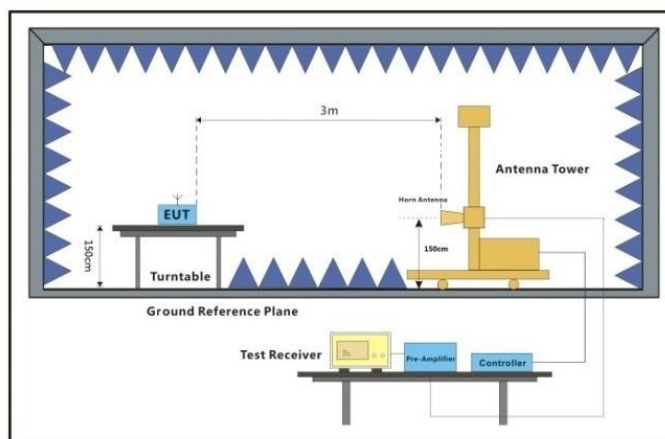 3m
Antenna Tower
Horn Antenna
EUT
150cm
150cm
Turntable
Ground Reference Plane
Test Receiver
Pre-Amplifier
Controller